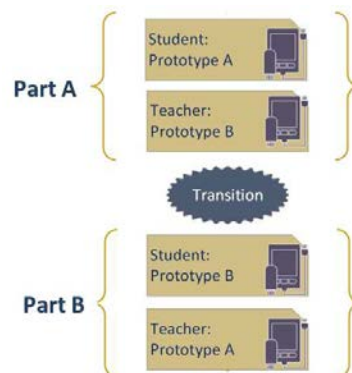 Part A
Student:
Prototype A
Teacher:
Prototype B
Transition
Part B
Student:
Prototype B
Teacher:
Prototype A